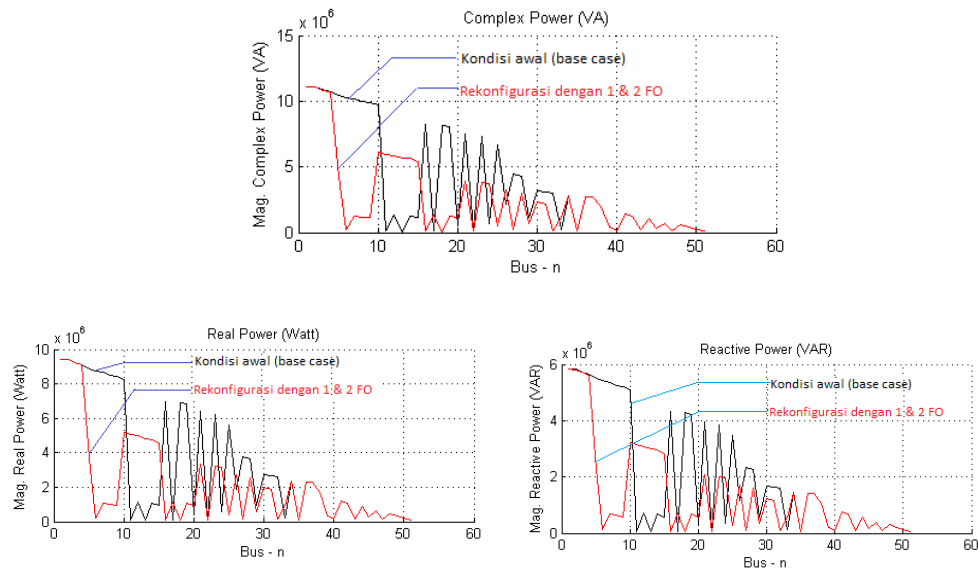 Complex Power (VA)
x 10^6
Mag. Complex Power (VA)
15
10
5
0
Kondisi awal (base case)
Rekonfigurasi dengan 1 & 2 FO
0 10 20 30 40 50 60
Bus - n
Real Power (Watt)
x 10^6
Mag. Real Power (Watt)
10
8
6
4
2
0
Kondisi awal (base case)
Rekonfigurasi dengan 1 & 2 FO
0 10 20 30 40 50 60
Bus - n
Reactive Power (VAR)
x 10^6
Mag. Reactive Power (VAR)
6
4
2
0
Kondisi awal (base case)
Rekonfigurasi dengan 1 & 2 FO
0 10 20 30 40 50 60
Bus - n